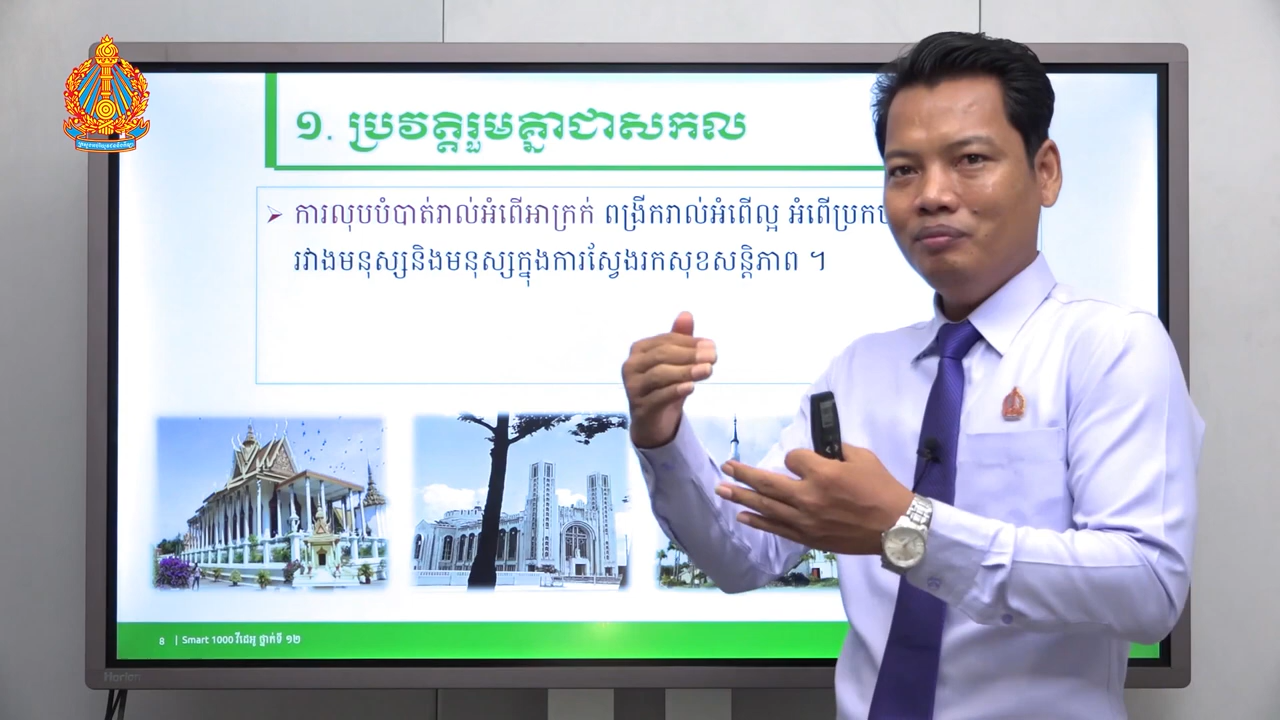 ១. ប្រវត្តិរួមគ្នាជាសកល
➢ ការលុបបំបាត់រាល់អំពើអាក្រក់ ពង្រីករាល់អំពើល្អ អំពើប្រកប
រវាងមនុស្សនិងមនុស្សក្នុងការស្វែងរកសុខសន្តិភាព ។
8 | Smart 1000 វីដេអូ ថ្នាក់ទី ១២
Horion